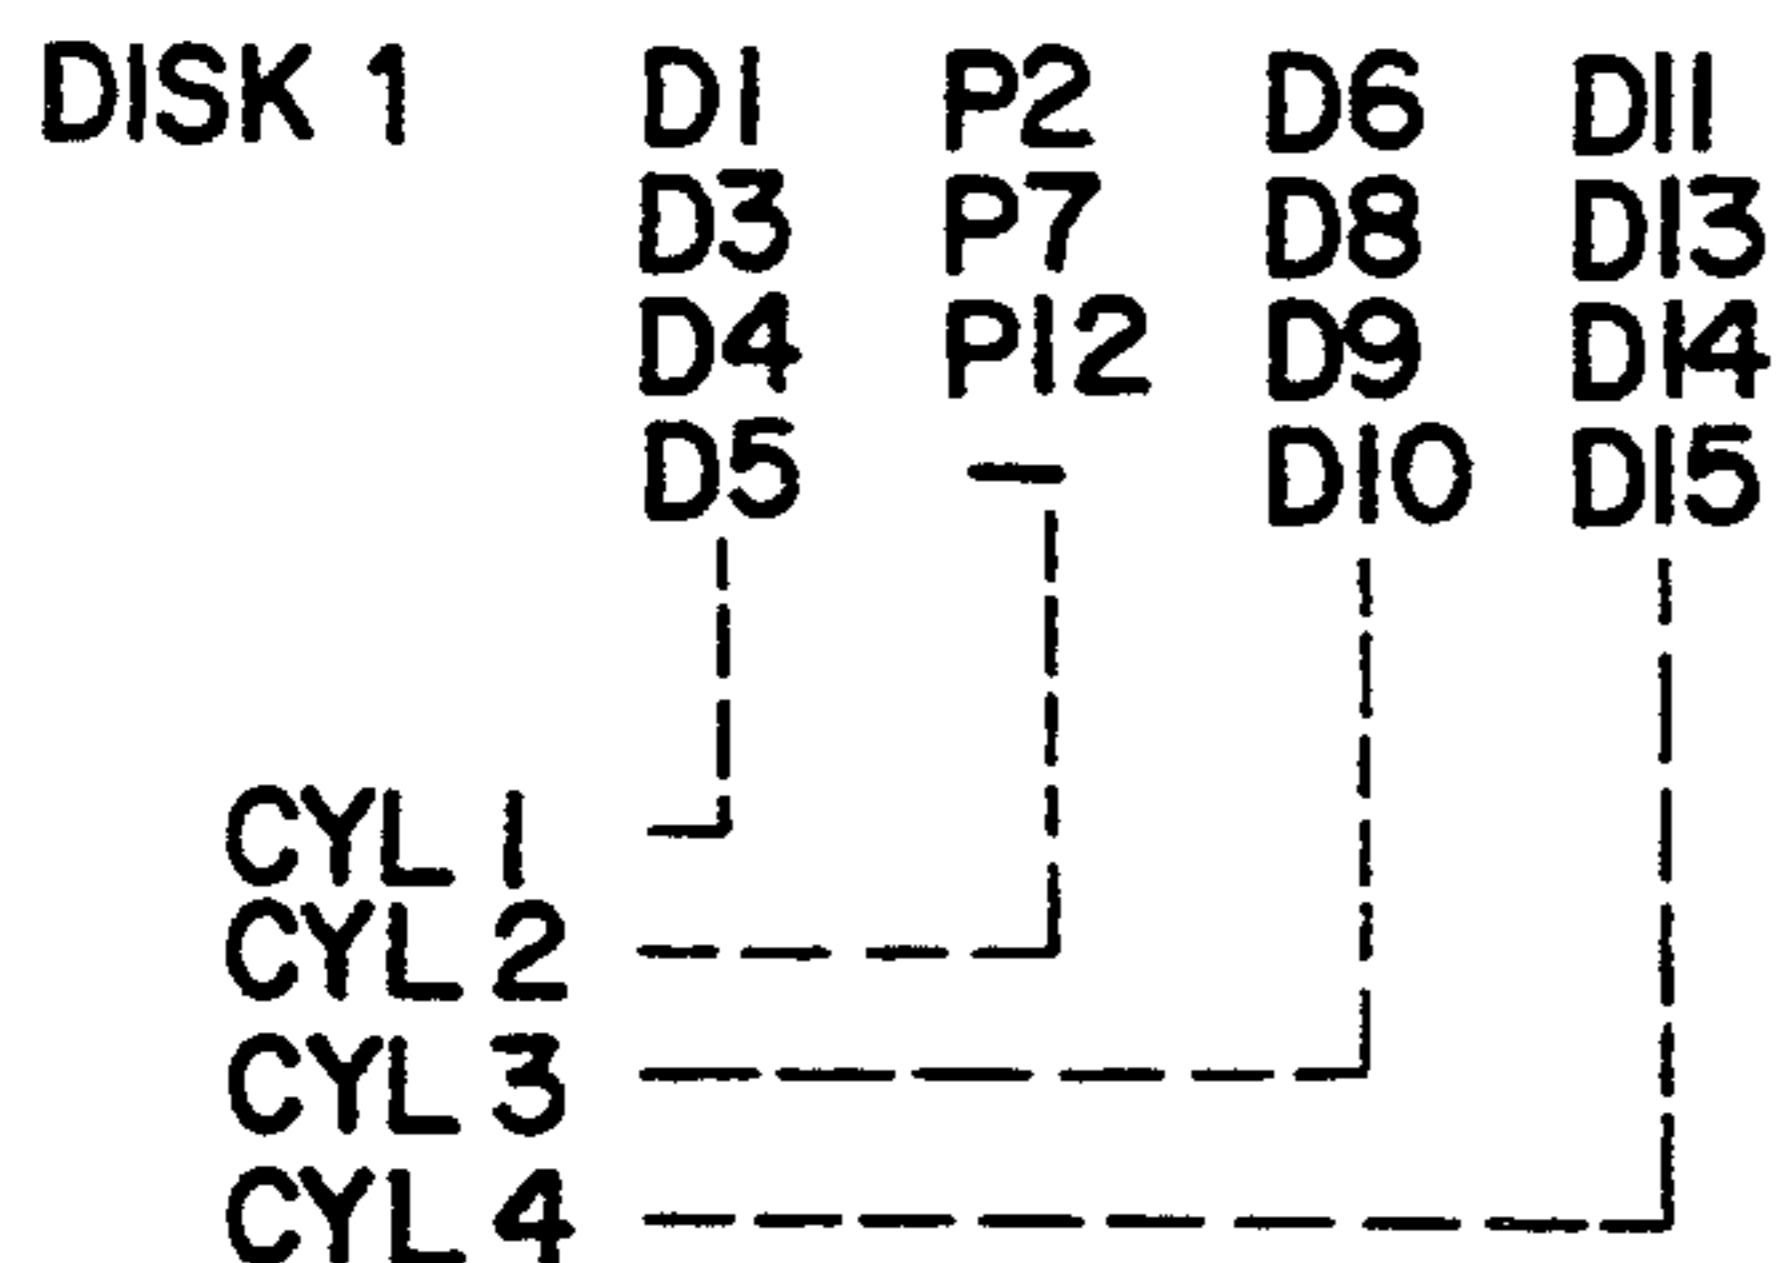 DISK 1 D1 P2 D6 D11
D3 P7 D8 D13
D4 P12 D9 D14
D5 — D10 D15
CYL 1
CYL 2
CYL 3
CYL 4